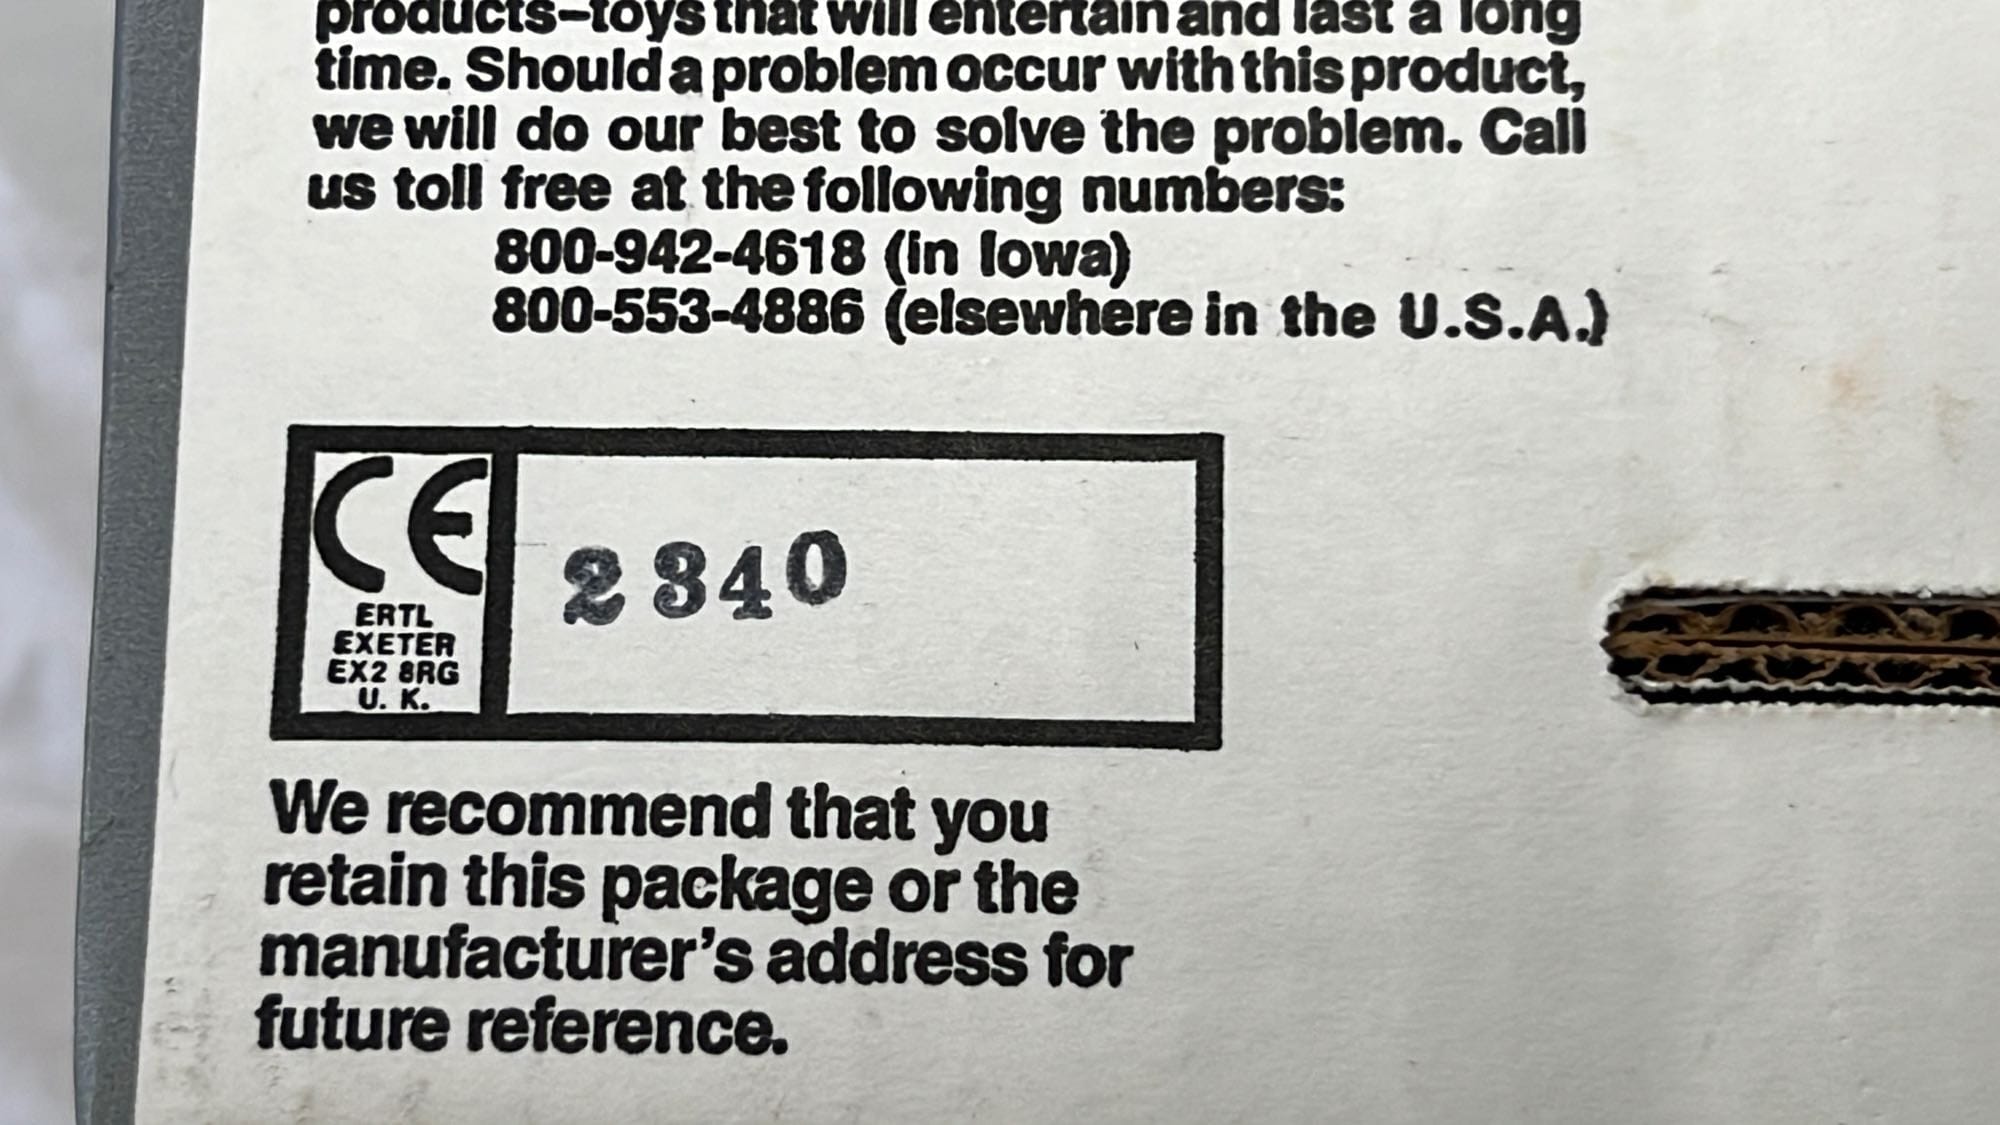 products–toys that will entertain and last a long
time. Should a problem occur with this product,
we will do our best to solve the problem. Call
us toll free at the following numbers:
800-942-4618 (in Iowa)
800-553-4886 (elsewhere in the U.S.A.)
CE
ERTL
EXETER
EX2 8RG
U. K.
2340
We recommend that you
retain this package or the
manufacturer's address for
future reference.